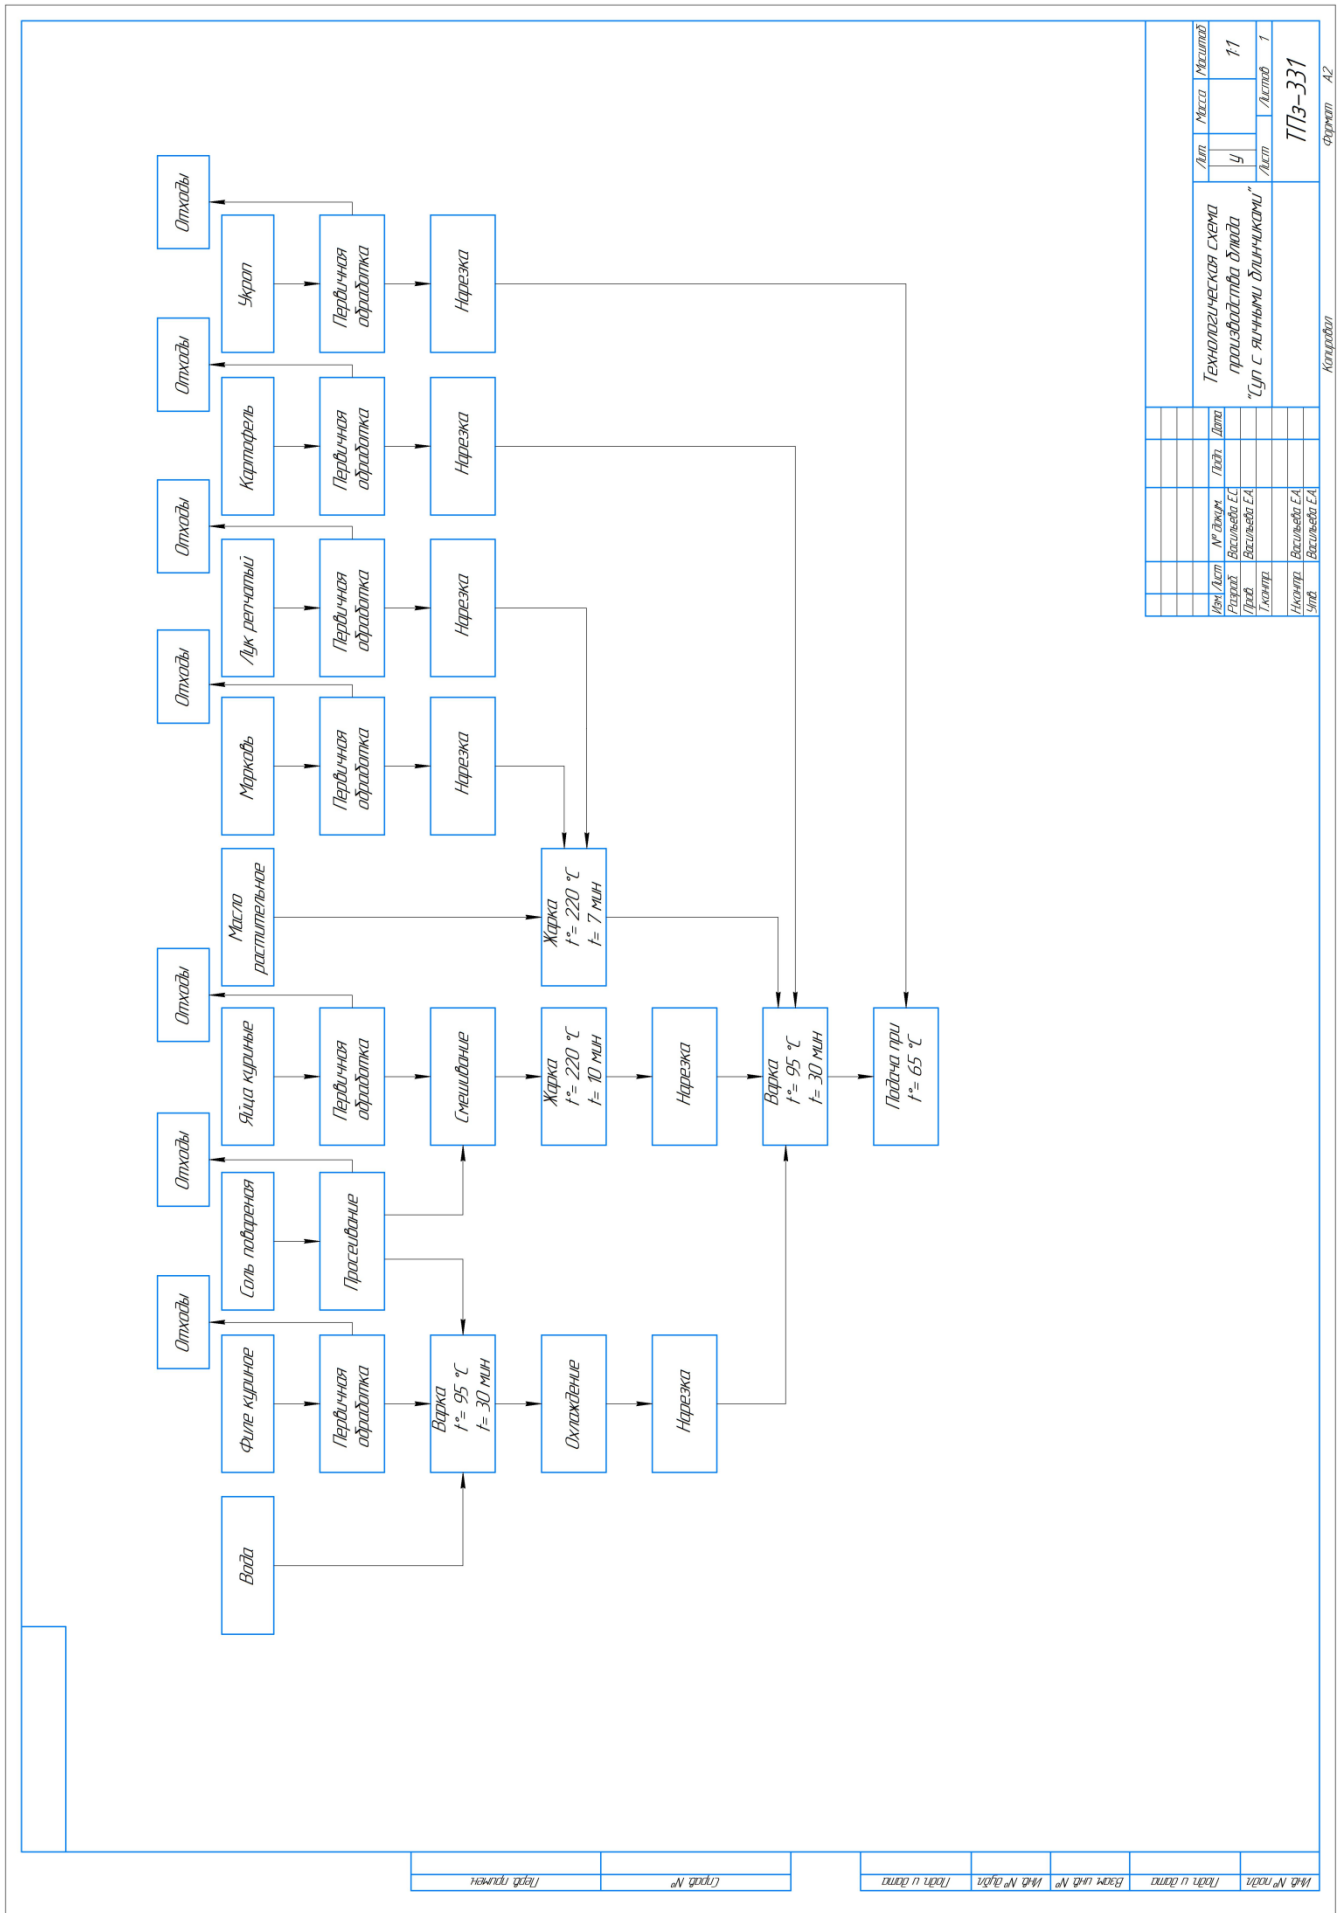 Отходы
Отходы
Отходы
Отходы
Отходы
Отходы
Отходы
Вода
Филе куриное
Соль повареная
Яйца куриные
Масло
растительное
Морковь
Лук репчатый
Картофель
Укроп
Первичная
обработка
Просеивание
Первичная
обработка
Первичная
обработка
Первичная
обработка
Первичная
обработка
Первичная
обработка
Варка
t°= 95 °С
t= 30 мин
Смешивание
Нарезка
Нарезка
Нарезка
Нарезка
Охлаждение
Жарка
t°= 220 °С
t= 10 мин
Жарка
t°= 220 °С
t= 7 мин
Нарезка
Нарезка
Варка
t°= 95 °С
t= 30 мин
Подача при
t°= 65 °С
Перв. примен.
Справ. №
Подп. и дата
Инв. № дубл.
Взам. инв. №
Подп. и дата
Инв. № подл.
Изм. Лист № докум. Подп. Дата
Разраб. Васильева Е.С.
Пров. Васильева Е.А.
Т.контр.
Н.контр. Васильева Е.А.
Утв. Васильева Е.А.
Технологическая схема
производства блюда
"Суп с яичными блинчиками"
Лит. Масса Масштаб
У 1:1
Лист Листов 1
ТПз-331
Копировал Формат А2